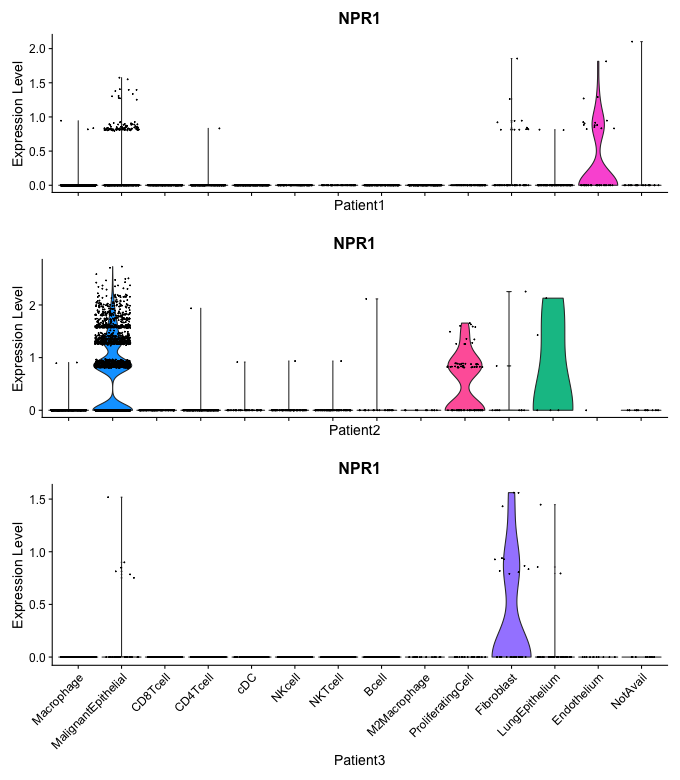 NPR1
Expression Level
2.0
1.5
1.0
0.5
0.0
Patient1
NPR1
Expression Level
2
1
0
Patient2
NPR1
Expression Level
1.5
1.0
0.5
0.0
Macrophage
MalignantEpithelial
CD8Tcell
CD4Tcell
cDC
NKcell
NKTcell
Bcell
M2Macrophage
ProliferatingCell
Fibroblast
LungEpithelium
Endothelium
NotAvail
Patient3